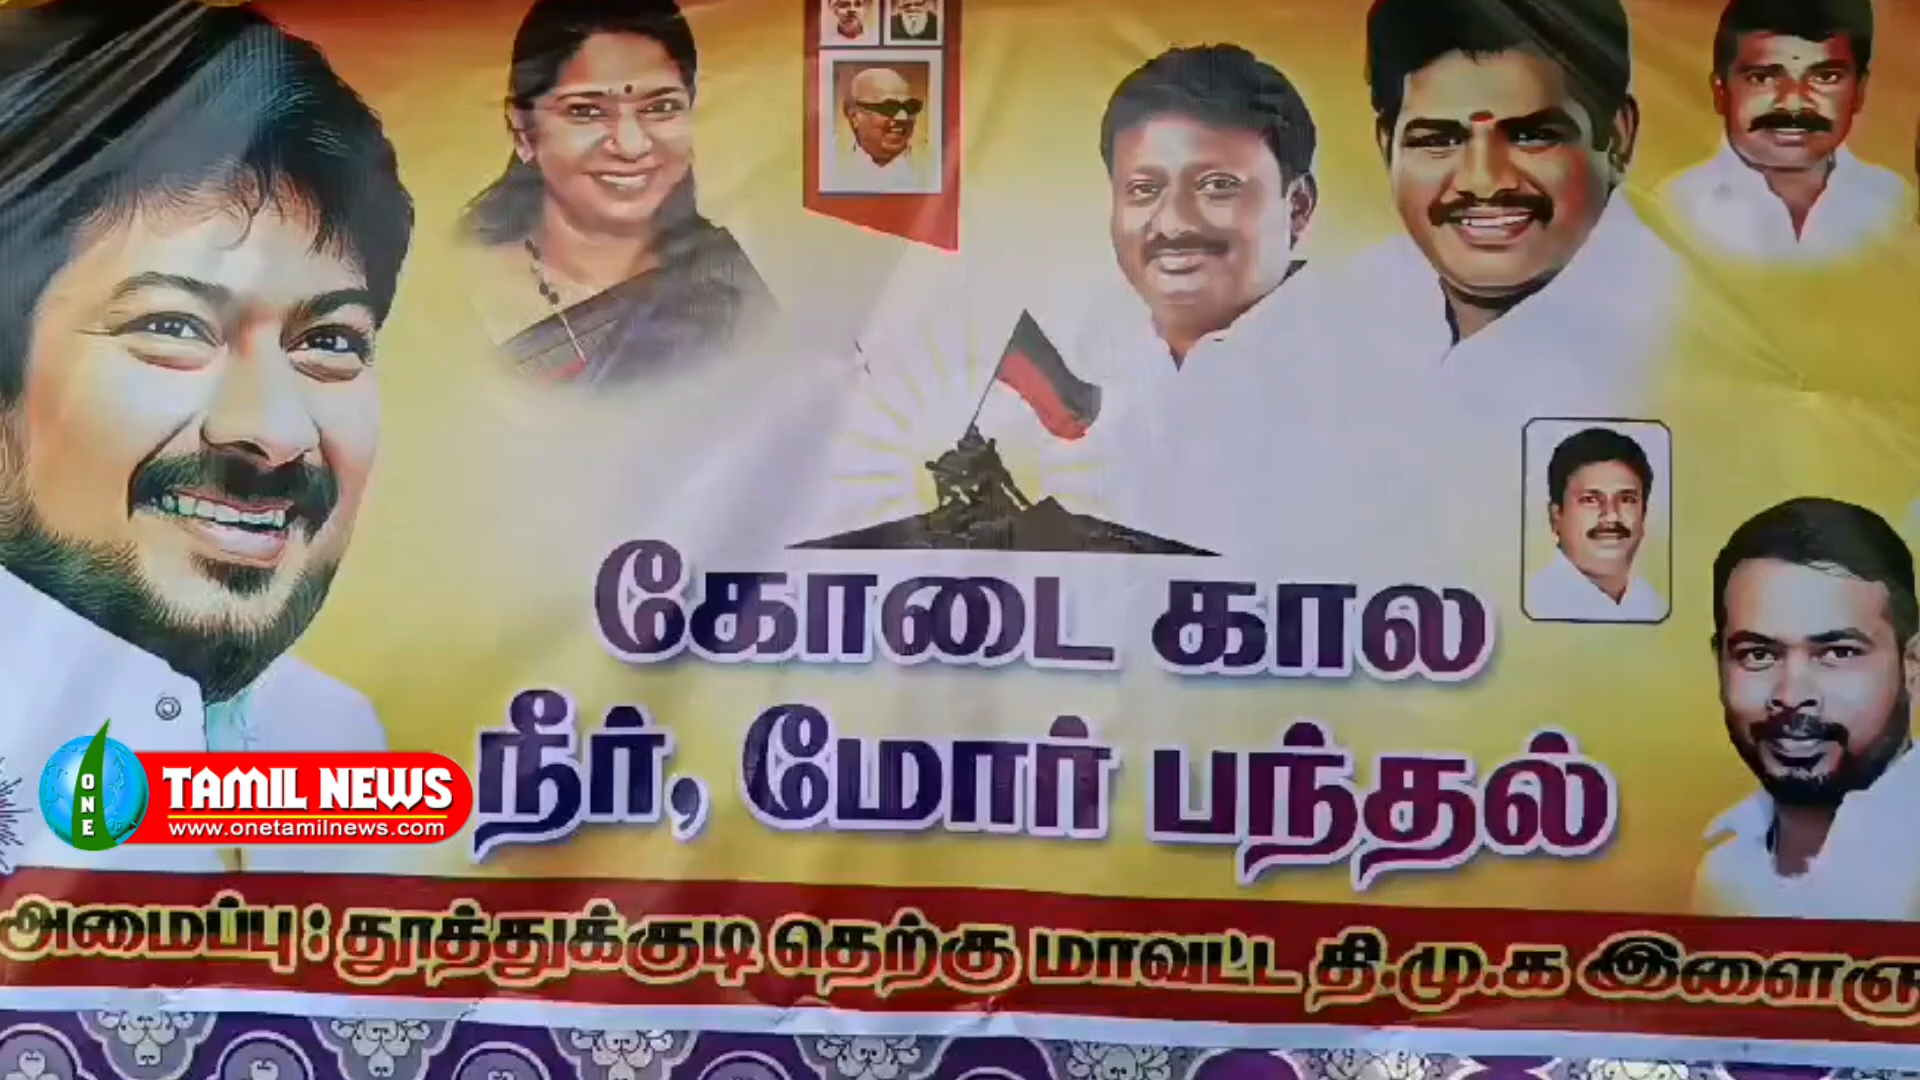 கோடை கால
நீர், மோர் பந்தல்
ONE
TAMIL NEWS
www.onetamilnews.com
அமைப்பு : தூத்துக்குடி தெற்கு மாவட்ட தி.மு.க